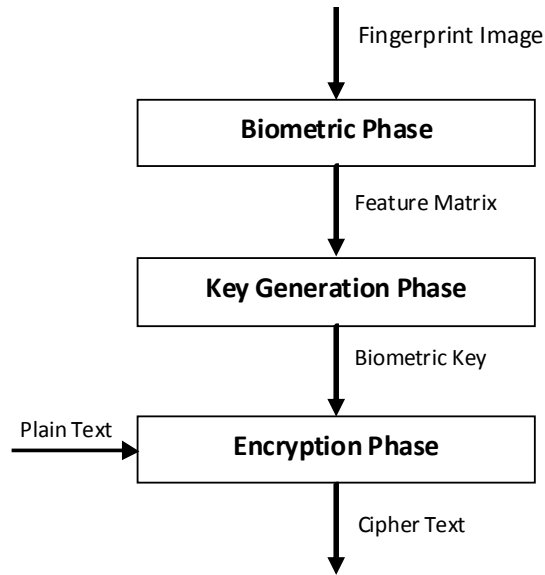 Fingerprint Image
Biometric Phase
Feature Matrix
Key Generation Phase
Biometric Key
Plain Text
Encryption Phase
Cipher Text